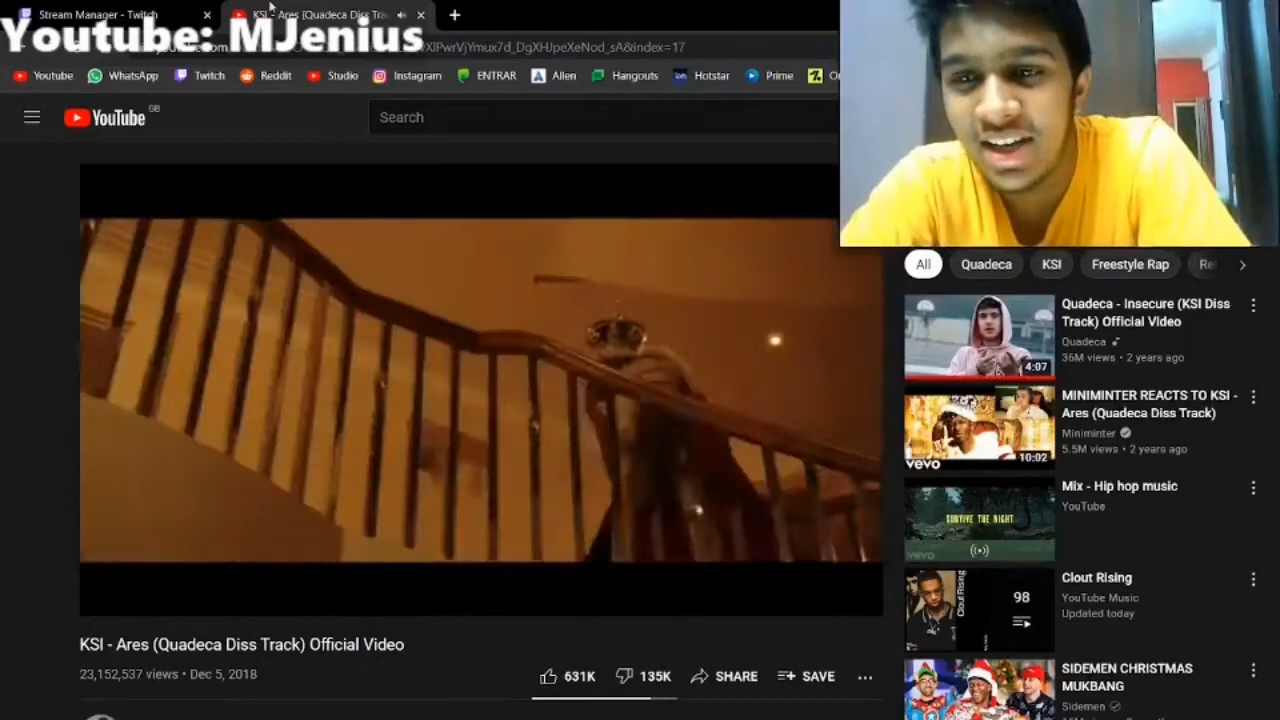 Stream Manager - Twitch
KSI - Ares (Quadeca Diss Tra
Youtube: MJenius
Youtube WhatsApp Twitch Reddit Studio Instagram ENTRAR Allen Hangouts Hotstar Prime
YouTube GB
Search
All Quadeca KSI Freestyle Rap Re
Quadeca - Insecure (KSI Diss
Track) Official Video
Quadeca
36M views • 2 years ago
4:07
MINIMINTER REACTS TO KSI -
Ares (Quadeca Diss Track)
Miniminter
5.5M views • 2 years ago
vevo
10:02
Mix - Hip hop music
YouTube
SURVIVE THE NIGHT
vevo
Clout Rising
YouTube Music
Updated today
Clout Rising
98
SIDEMEN CHRISTMAS
MUKBANG
Sidemen
KSI - Ares (Quadeca Diss Track) Official Video
23,152,537 views • Dec 5, 2018
631K 135K SHARE SAVE